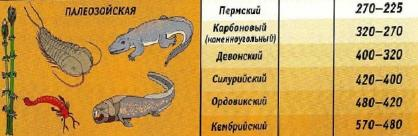 ПАЛЕОЗОЙСКАЯ
Пермский 270–225
Карбоновый 320–270
(каменноугольный)
Девонский 400–320
Силурийский 420–400
Ордовикский 480–420
Кембрийский 570–480